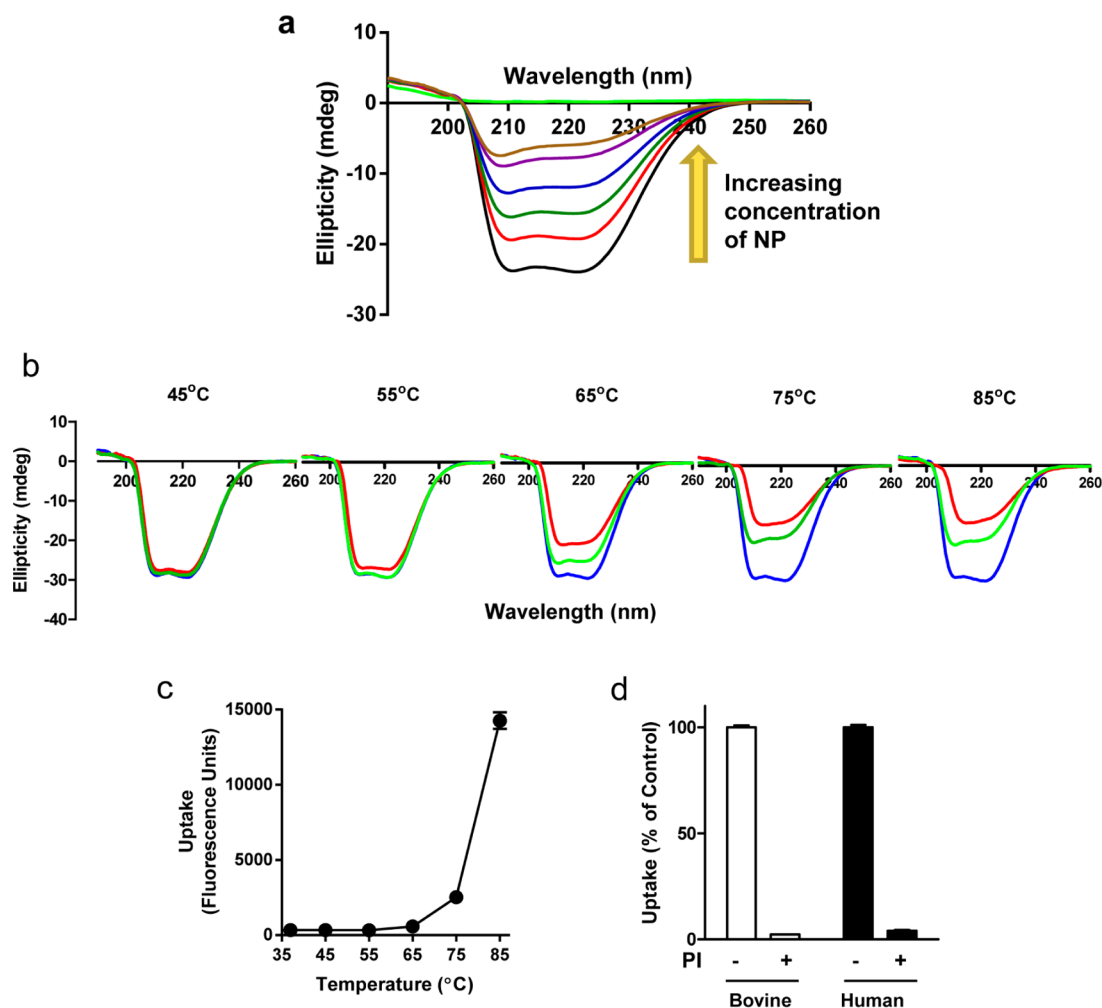 a
10
Wavelength (nm)
0
200 210 220 230 240 250 260
-10
-20
-30
Ellipticity (mdeg)
Increasing
concentration
of NP
b
45°C 55°C 65°C 75°C 85°C
10
0
-10
-20
-30
-40
Ellipticity (mdeg)
200 220 240 260 200 220 240 260 200 220 240 260 200 220 240 260 200 220 240 260
Wavelength (nm)
c
15000
10000
5000
0
Uptake
(Fluorescence Units)
35 45 55 65 75 85
Temperature (°C)
d
100
50
0
Uptake (% of Control)
PI - + - +
Bovine Human